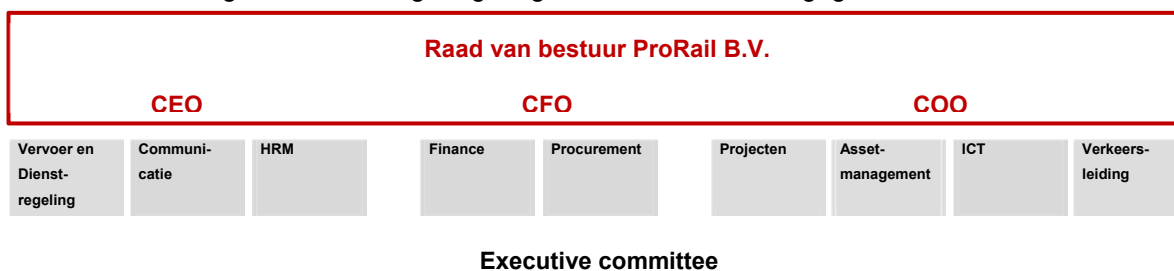 Raad van bestuur ProRail B.V.
CEO CFO COO
Vervoer en Communi- HRM Finance Procurement Projecten Asset- ICT Verkeers-
Dienst- catie management leiding
regeling
Executive committee